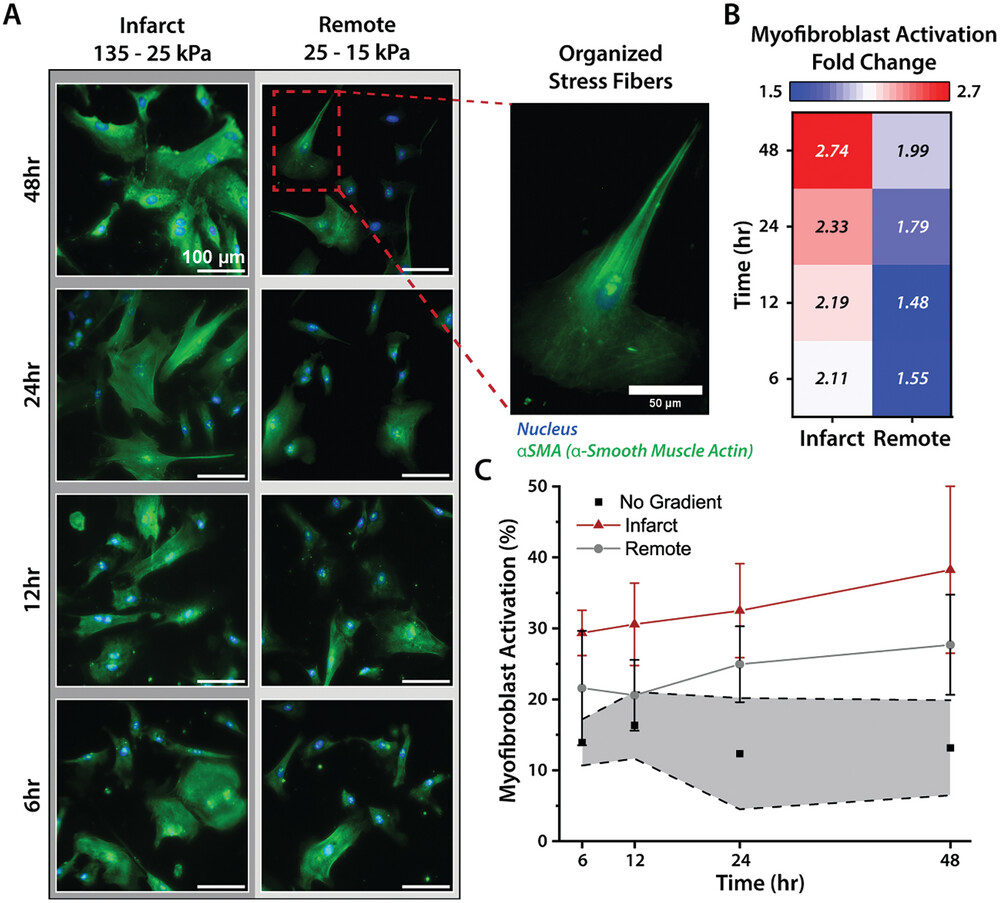 A
Infarct
135 - 25 kPa
Remote
25 - 15 kPa
48hr
100 µm
24hr
12hr
6hr
Organized
Stress Fibers
50 µm
Nucleus
αSMA (α-Smooth Muscle Actin)
B
Myofibroblast Activation
Fold Change
1.5
2.7
Time (hr)
48
2.74
1.99
24
2.33
1.79
12
2.19
1.48
6
2.11
1.55
Infarct Remote
C
Myofibroblast Activation (%)
50
40
30
20
10
0
No Gradient
Infarct
Remote
6
12
24
48
Time (hr)